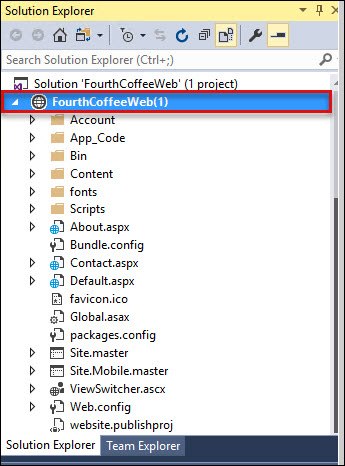 Solution Explorer
Search Solution Explorer (Ctrl+;)
Solution 'FourthCoffeeWeb' (1 project)
FourthCoffeeWeb(1)
Account
App_Code
Bin
Content
fonts
Scripts
About.aspx
Bundle.config
Contact.aspx
Default.aspx
favicon.ico
Global.asax
packages.config
Site.master
Site.Mobile.master
ViewSwitcher.ascx
Web.config
website.publishproj
Solution Explorer Team Explorer